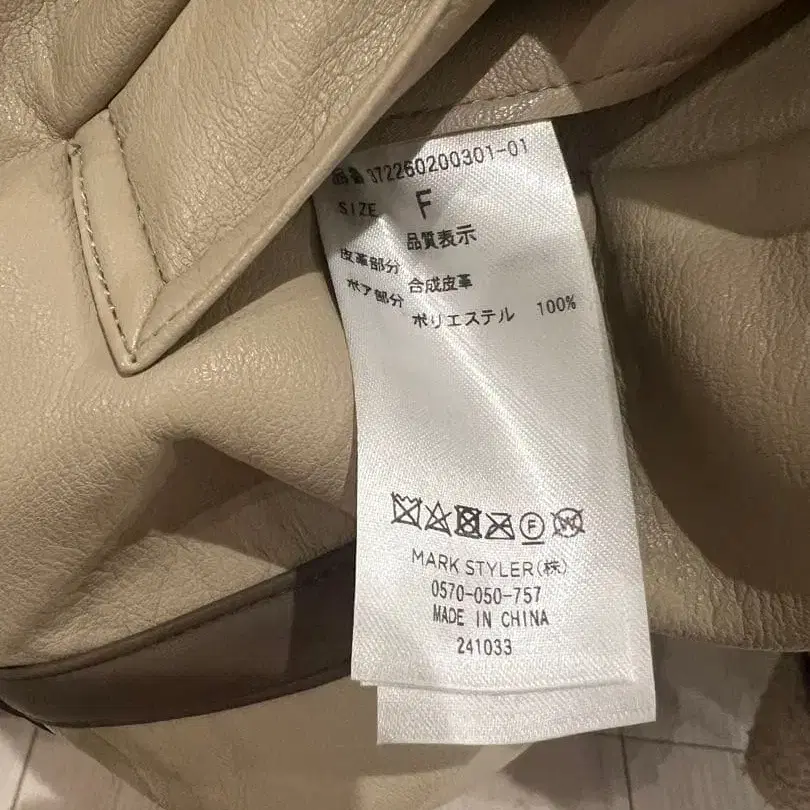 品番 372260200301-01
SIZE F
品質表示
皮革部分 合成皮革
ボア部分 ポリエステル 100%
MARK STYLER(株)
0570-050-757
MADE IN CHINA
241033